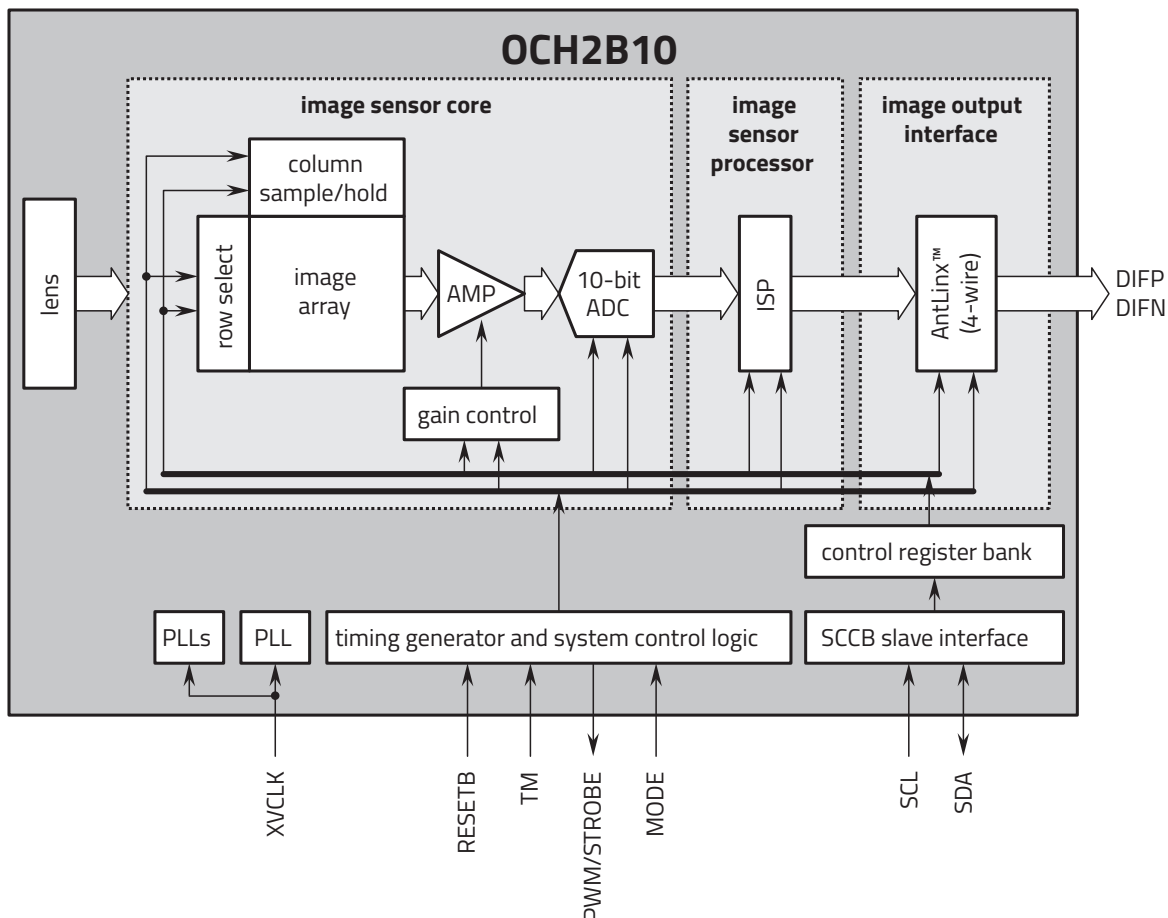 OCH2B10
image sensor core
image
sensor
processor
image output
interface
column
sample/hold
lens
row select
image
array
AMP
10-bit
ADC
ISP
AntLinx™
(4-wire)
DIFP
DIFN
gain control
control register bank
PLLs
PLL
timing generator and system control logic
SCCB slave interface
XVCLK
RESETB
TM
PWM/STROBE
MODE
SCL
SDA